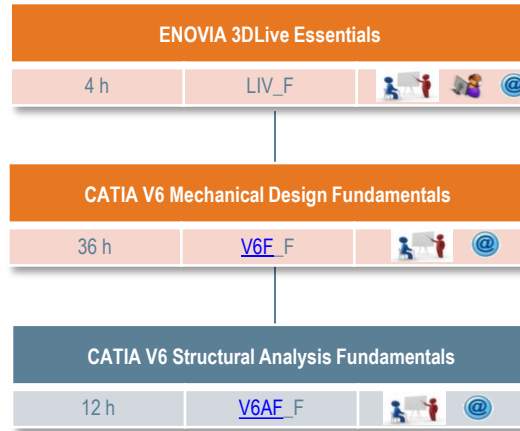 ENOVIA 3DLive Essentials
4 h LIV_F @
CATIA V6 Mechanical Design Fundamentals
36 h V6F_F @
CATIA V6 Structural Analysis Fundamentals
12 h V6AF_F @